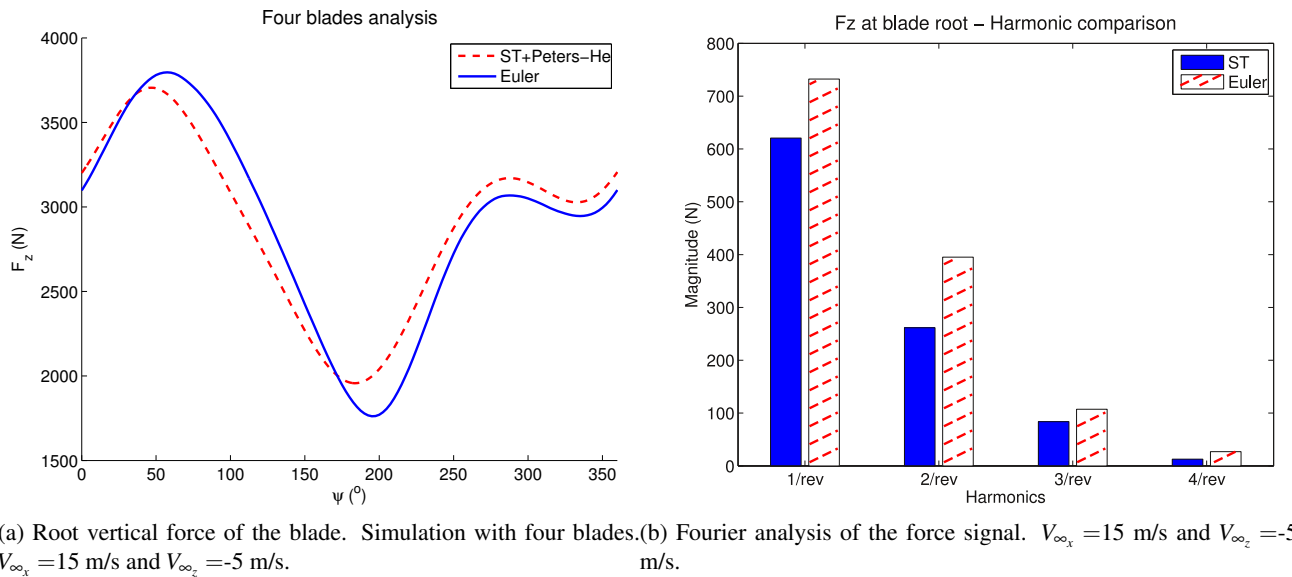 Four blades analysis
4000
3500
3000
2500
2000
1500
F_z (N)
ST+Peters−He
Euler
0 50 100 150 200 250 300 350
ψ (°)
Fz at blade root − Harmonic comparison
800
700
600
500
400
300
200
100
0
Magnitude (N)
ST
Euler
1/rev 2/rev 3/rev 4/rev
Harmonics
(a) Root vertical force of the blade. Simulation with four blades.
V∞x =15 m/s and V∞z =-5 m/s.
(b) Fourier analysis of the force signal. V∞x =15 m/s and V∞z =-5
m/s.